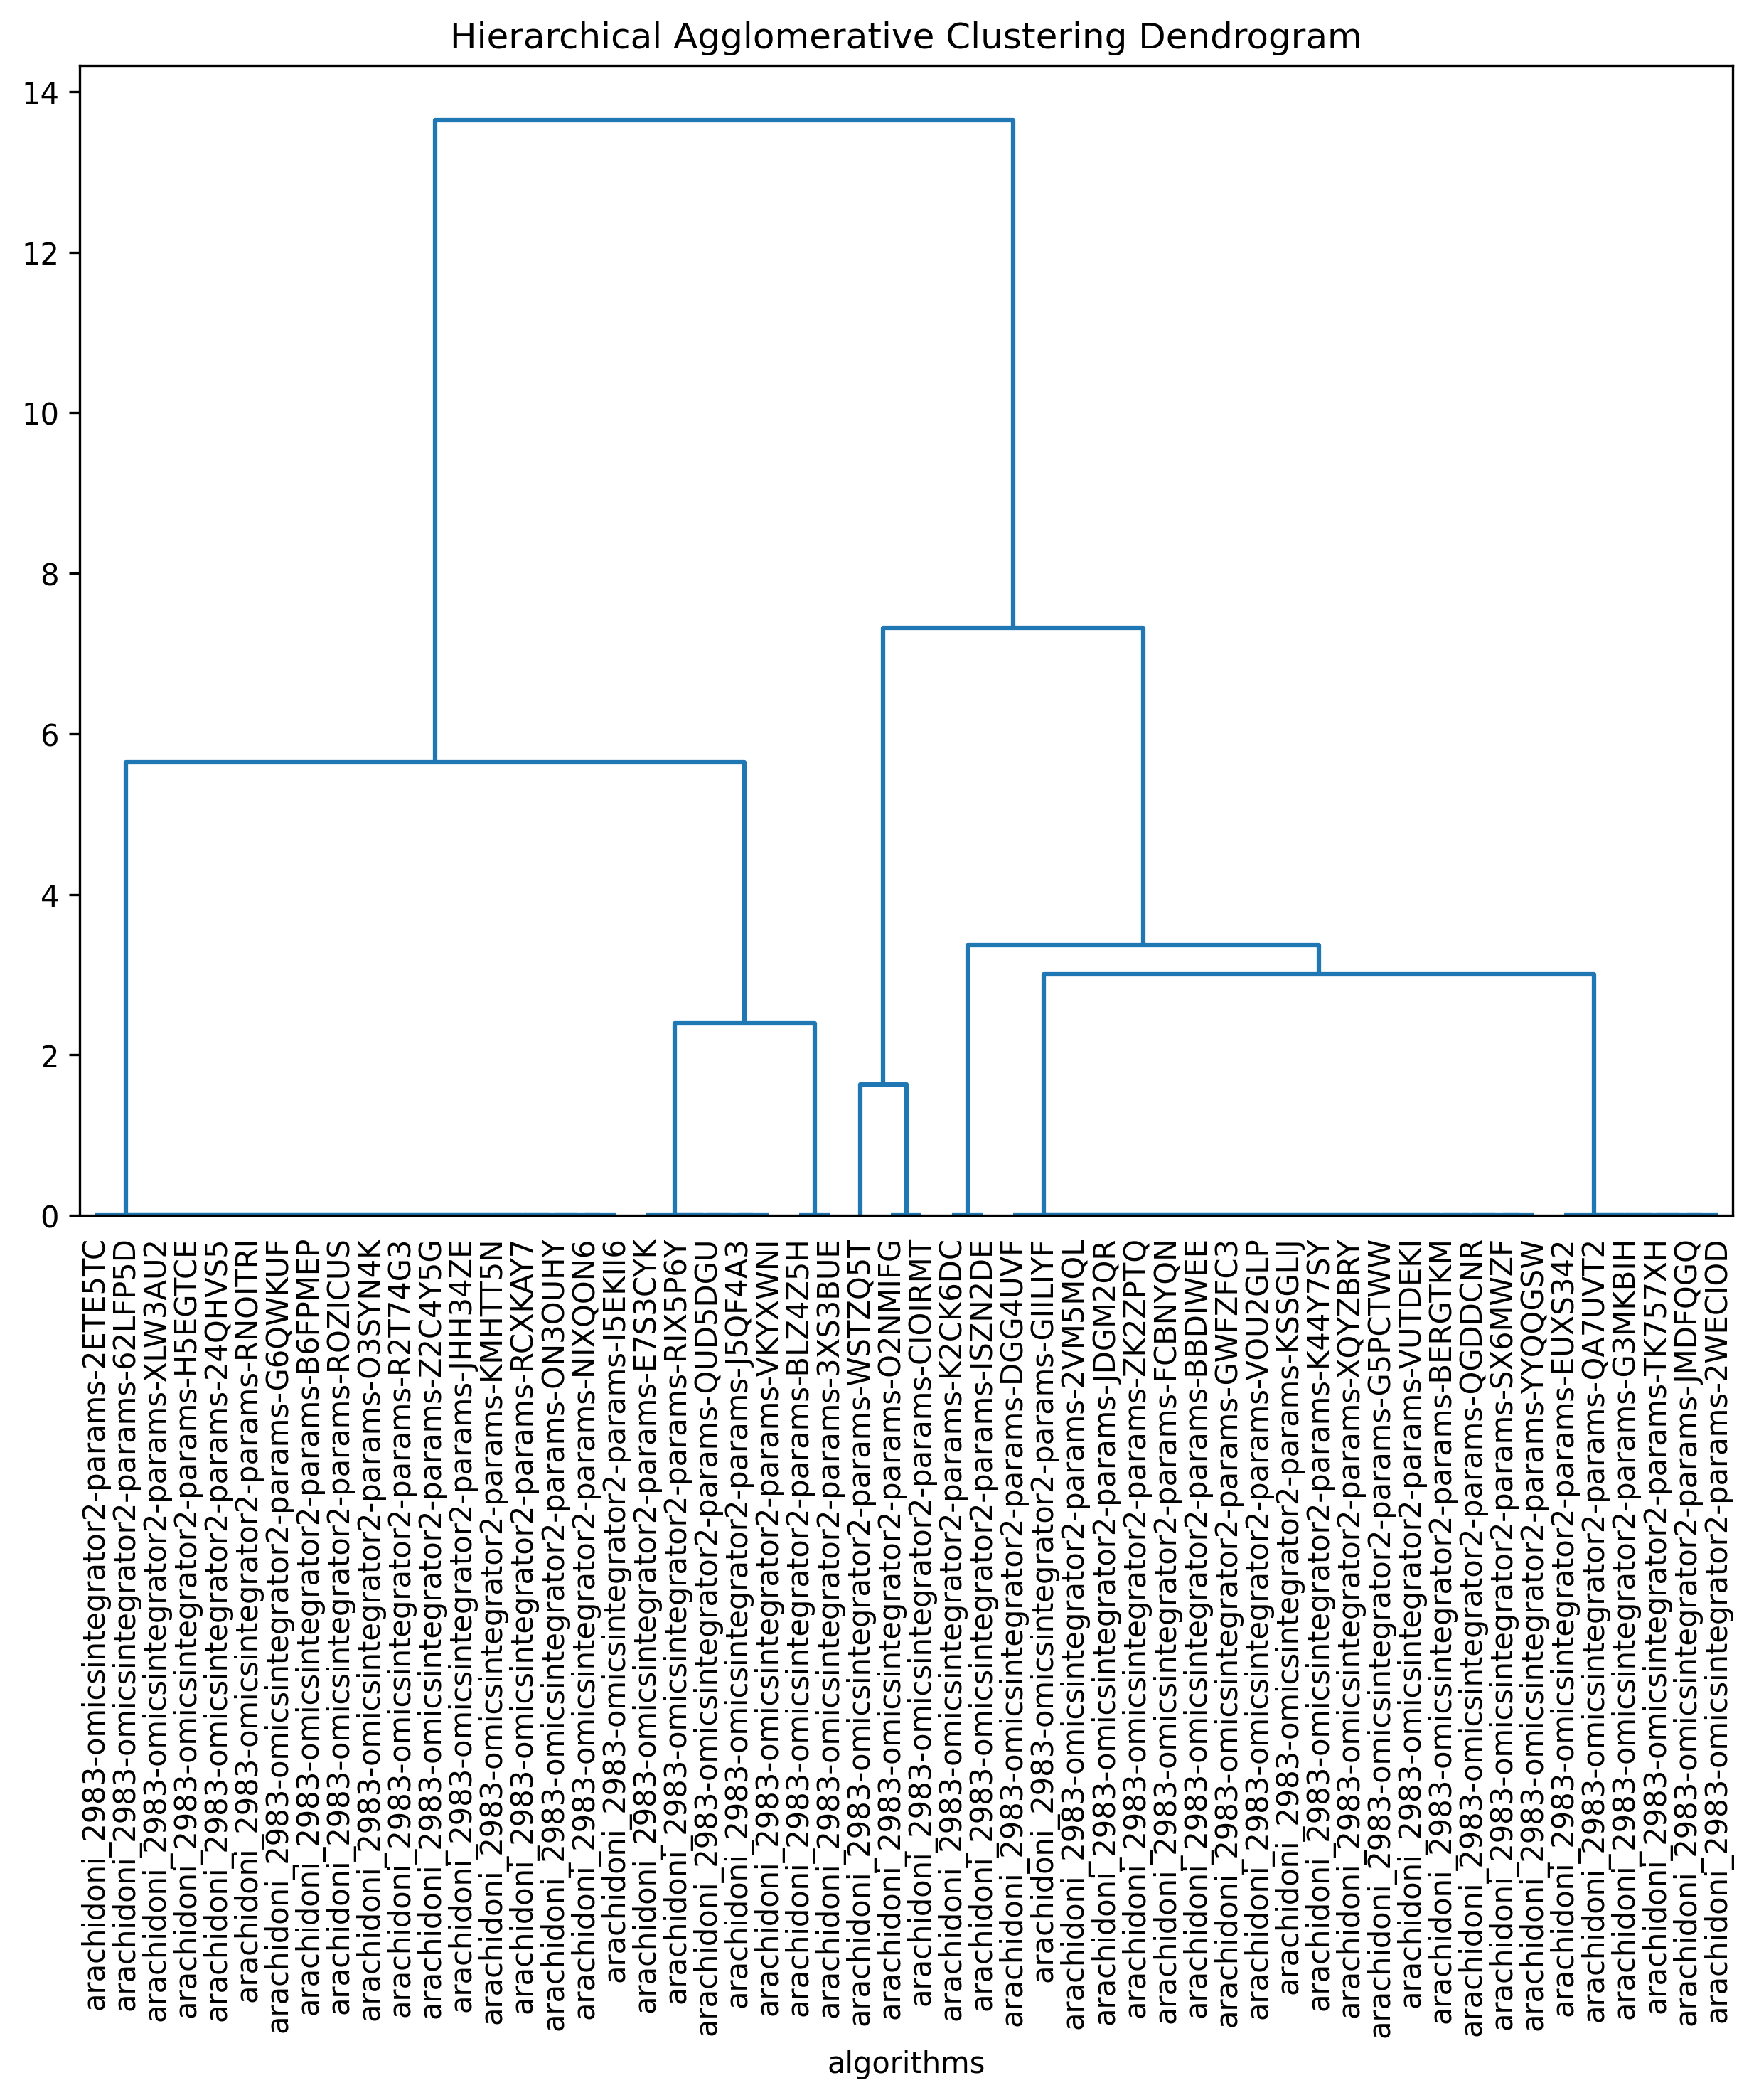 Hierarchical Agglomerative Clustering Dendrogram
14
12
10
8
6
4
2
0
arachidoni_2983-omicsintegrator2-params-2ETE5TC
arachidoni_2983-omicsintegrator2-params-62LFP5D
arachidoni_2983-omicsintegrator2-params-XLW3AU2
arachidoni_2983-omicsintegrator2-params-H5EGTCE
arachidoni_2983-omicsintegrator2-params-24QHVS5
arachidoni_2983-omicsintegrator2-params-RNOITRI
arachidoni_2983-omicsintegrator2-params-G6QWKUF
arachidoni_2983-omicsintegrator2-params-B6FPMEP
arachidoni_2983-omicsintegrator2-params-ROZICUS
arachidoni_2983-omicsintegrator2-params-O3SYN4K
arachidoni_2983-omicsintegrator2-params-R2T74G3
arachidoni_2983-omicsintegrator2-params-Z2C4Y5G
arachidoni_2983-omicsintegrator2-params-JHH34ZE
arachidoni_2983-omicsintegrator2-params-KMHTT5N
arachidoni_2983-omicsintegrator2-params-RCXKAY7
arachidoni_2983-omicsintegrator2-params-ON3OUHY
arachidoni_2983-omicsintegrator2-params-NIXQON6
arachidoni_2983-omicsintegrator2-params-I5EKII6
arachidoni_2983-omicsintegrator2-params-E7S3CYK
arachidoni_2983-omicsintegrator2-params-RIX5P6Y
arachidoni_2983-omicsintegrator2-params-QUD5DGU
arachidoni_2983-omicsintegrator2-params-J5QF4A3
arachidoni_2983-omicsintegrator2-params-VKYXWNI
arachidoni_2983-omicsintegrator2-params-BLZ4Z5H
arachidoni_2983-omicsintegrator2-params-3XS3BUE
arachidoni_2983-omicsintegrator2-params-WSTZQ5T
arachidoni_2983-omicsintegrator2-params-O2NMIFG
arachidoni_2983-omicsintegrator2-params-CIOIRMT
arachidoni_2983-omicsintegrator2-params-K2CK6DC
arachidoni_2983-omicsintegrator2-params-ISZN2DE
arachidoni_2983-omicsintegrator2-params-DGG4UVF
arachidoni_2983-omicsintegrator2-params-GIILIYF
arachidoni_2983-omicsintegrator2-params-2VM5MQL
arachidoni_2983-omicsintegrator2-params-JDGM2QR
arachidoni_2983-omicsintegrator2-params-ZK2ZPTQ
arachidoni_2983-omicsintegrator2-params-FCBNYQN
arachidoni_2983-omicsintegrator2-params-BBDIWEE
arachidoni_2983-omicsintegrator2-params-GWFZFC3
arachidoni_2983-omicsintegrator2-params-VOU2GLP
arachidoni_2983-omicsintegrator2-params-KSSGLIJ
arachidoni_2983-omicsintegrator2-params-K44Y7SY
arachidoni_2983-omicsintegrator2-params-XQYZBRY
arachidoni_2983-omicsintegrator2-params-G5PCTWW
arachidoni_2983-omicsintegrator2-params-VUTDEKI
arachidoni_2983-omicsintegrator2-params-BERGTKM
arachidoni_2983-omicsintegrator2-params-QGDDCNR
arachidoni_2983-omicsintegrator2-params-SX6MWZF
arachidoni_2983-omicsintegrator2-params-YYQQGSW
arachidoni_2983-omicsintegrator2-params-EUXS342
arachidoni_2983-omicsintegrator2-params-QA7UVT2
arachidoni_2983-omicsintegrator2-params-G3MKBIH
arachidoni_2983-omicsintegrator2-params-TK757XH
arachidoni_2983-omicsintegrator2-params-JMDFQGQ
arachidoni_2983-omicsintegrator2-params-2WECIOD
algorithms